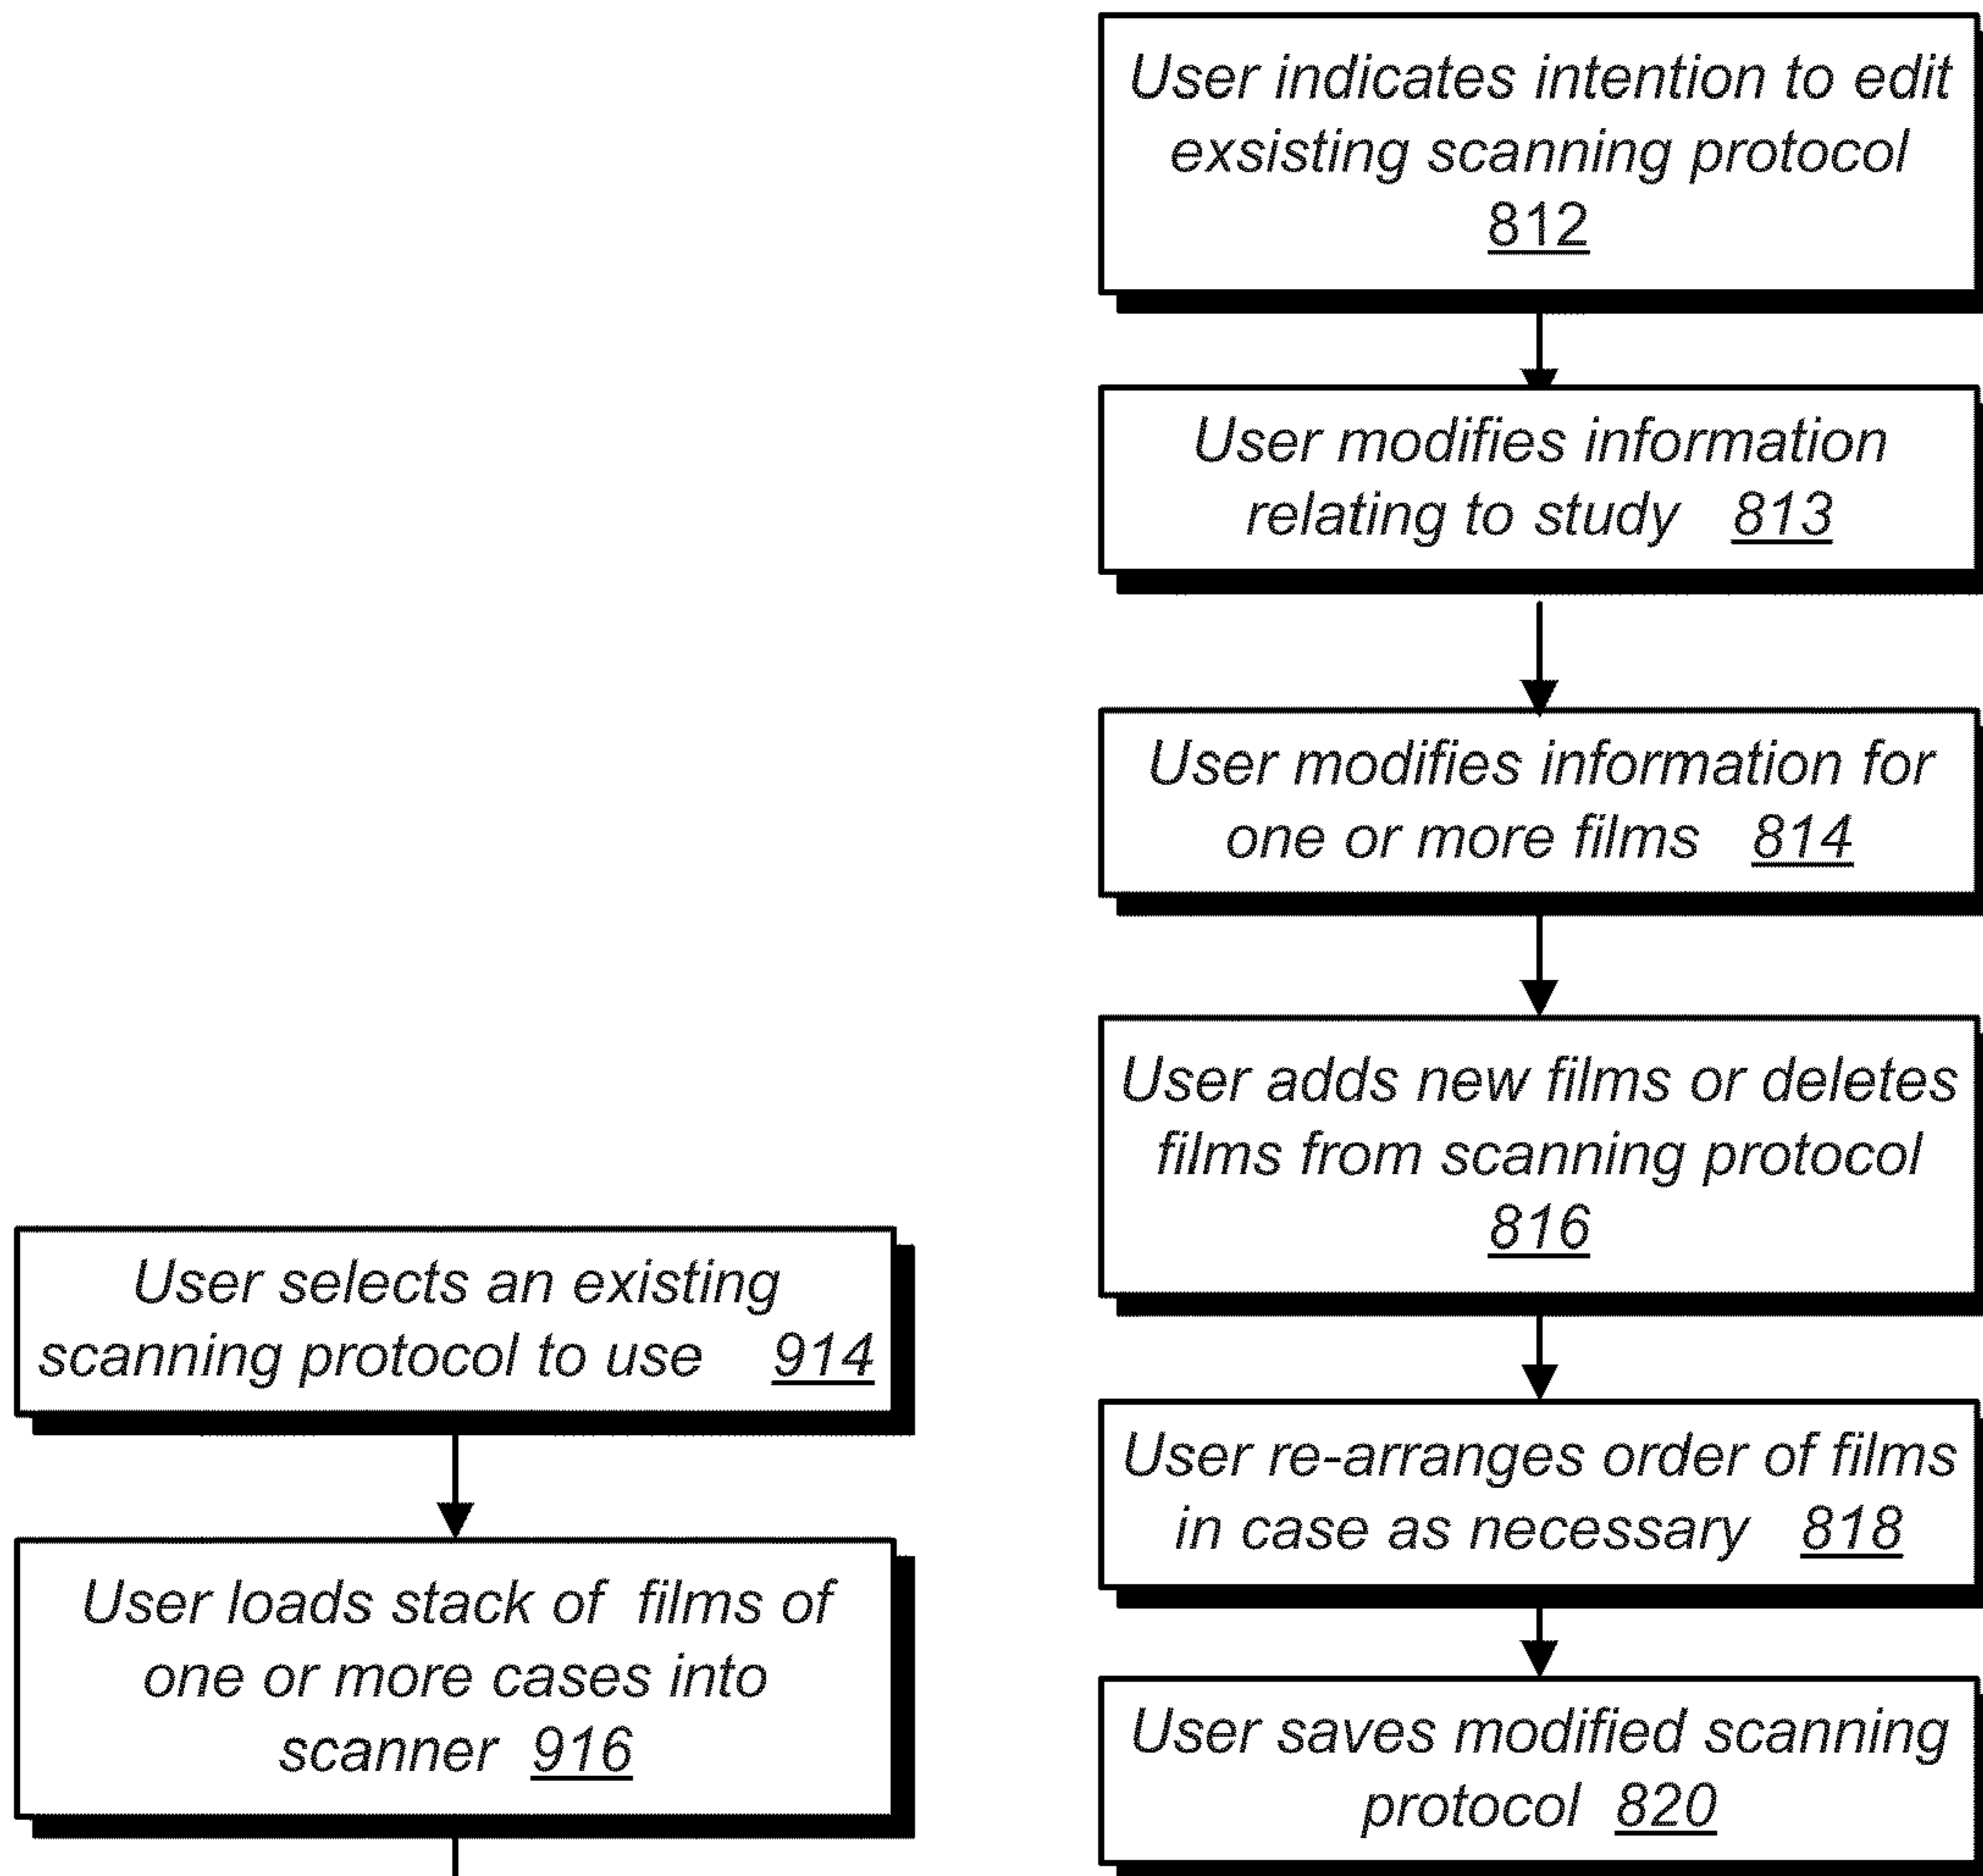 User indicates intention to edit
exsisting scanning protocol
812
User modifies information
relating to study 813
User modifies information for
one or more films 814
User adds new films or deletes
films from scanning protocol
816
User re-arranges order of films
in case as necessary 818
User saves modified scanning
protocol 820
User selects an existing
scanning protocol to use 914
User loads stack of films of
one or more cases into
scanner 916